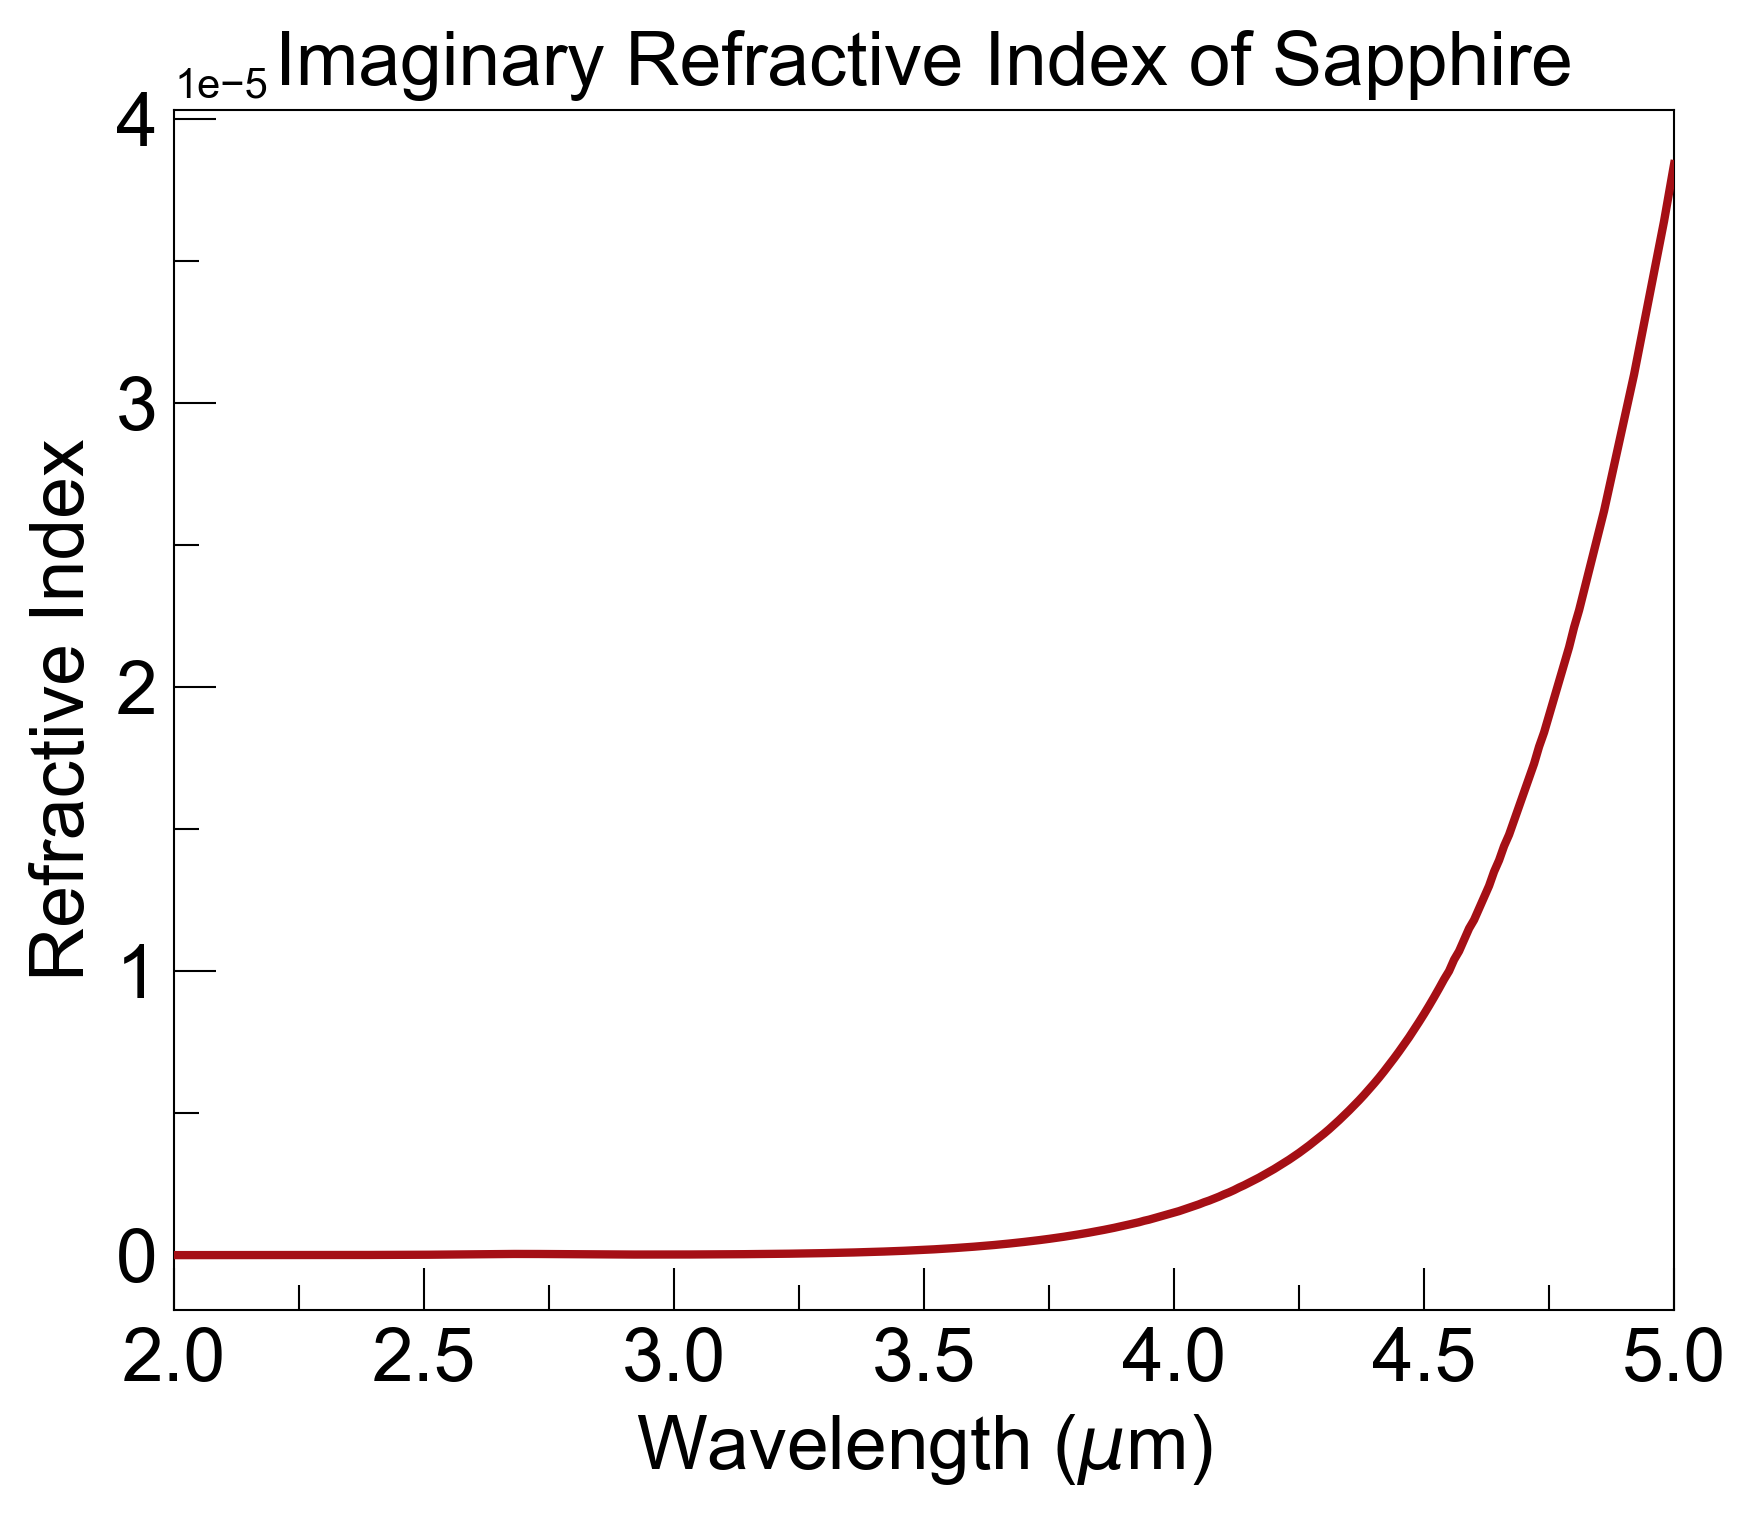 Imaginary Refractive Index of Sapphire
1e−5
4
3
2
1
0
Refractive Index
2.0 2.5 3.0 3.5 4.0 4.5 5.0
Wavelength (μm)